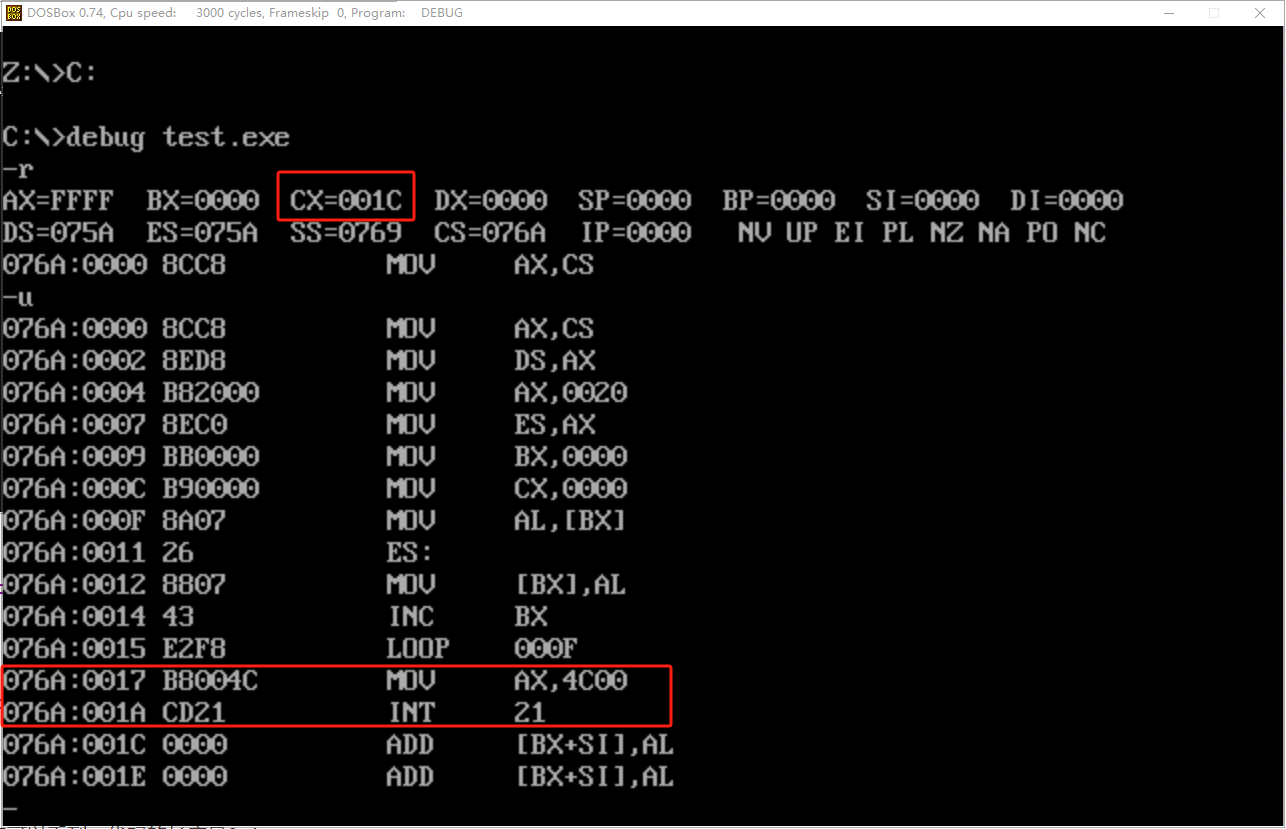 DOSBox 0.74, Cpu speed: 3000 cycles, Frameskip 0, Program: DEBUG
Z:\>C:
C:\>debug test.exe
-r
AX=FFFF BX=0000 CX=001C DX=0000 SP=0000 BP=0000 SI=0000 DI=0000
DS=075A ES=075A SS=0769 CS=076A IP=0000 NV UP EI PL NZ NA PO NC
076A:0000 8CC8 MOV AX,CS
-u
076A:0000 8CC8 MOV AX,CS
076A:0002 8ED8 MOV DS,AX
076A:0004 B82000 MOV AX,0020
076A:0007 8EC0 MOV ES,AX
076A:0009 BB0000 MOV BX,0000
076A:000C B90000 MOV CX,0000
076A:000F 8A07 MOV AL,[BX]
076A:0011 26 ES:
076A:0012 8807 MOV [BX],AL
076A:0014 43 INC BX
076A:0015 E2F8 LOOP 000F
076A:0017 B8004C MOV AX,4C00
076A:001A CD21 INT 21
076A:001C 0000 ADD [BX+SI],AL
076A:001E 0000 ADD [BX+SI],AL
-